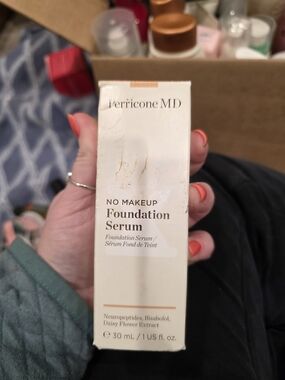 Perricone MD
NO MAKEUP
Foundation
Serum
Foundation Serum /
Sérum Fond de Teint
Neuropeptides, Bisabolol,
Daisy Flower Extract
℮ 30 mL / 1 US fl. oz.